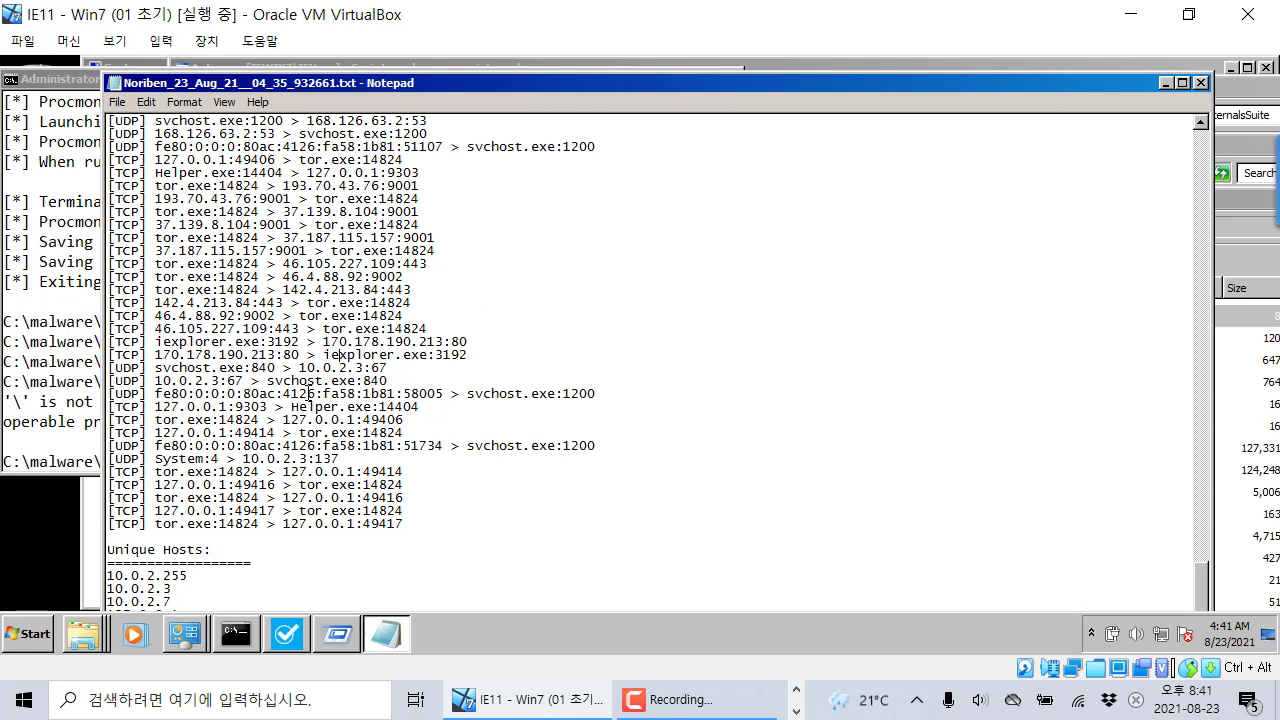 IE11 - Win7 (01 초기) [실행 중] - Oracle VM VirtualBox
파일 머신 보기 입력 장치 도움말
Administrator
[*] Procmon
[*] Launchi
[*] Procmon
[*] When ru
[*] Termina
[*] Procmon
[*] Saving
[*] Saving
[*] Exiting
C:\malware\
C:\malware\
C:\malware\
C:\malware\
'\' is not
operable pr
C:\malware\
Noriben_23_Aug_21__04_35_932661.txt - Notepad
File Edit Format View Help
[UDP] svchost.exe:1200 > 168.126.63.2:53
[UDP] 168.126.63.2:53 > svchost.exe:1200
[UDP] fe80:0:0:0:80ac:4126:fa58:1b81:51107 > svchost.exe:1200
[TCP] 127.0.0.1:49406 > tor.exe:14824
[TCP] Helper.exe:14404 > 127.0.0.1:9303
[TCP] tor.exe:14824 > 193.70.43.76:9001
[TCP] 193.70.43.76:9001 > tor.exe:14824
[TCP] tor.exe:14824 > 37.139.8.104:9001
[TCP] 37.139.8.104:9001 > tor.exe:14824
[TCP] tor.exe:14824 > 37.187.115.157:9001
[TCP] 37.187.115.157:9001 > tor.exe:14824
[TCP] tor.exe:14824 > 46.105.227.109:443
[TCP] tor.exe:14824 > 46.4.88.92:9002
[TCP] tor.exe:14824 > 142.4.213.84:443
[TCP] 142.4.213.84:443 > tor.exe:14824
[TCP] 46.4.88.92:9002 > tor.exe:14824
[TCP] 46.105.227.109:443 > tor.exe:14824
[TCP] iexplorer.exe:3192 > 170.178.190.213:80
[TCP] 170.178.190.213:80 > iexplorer.exe:3192
[UDP] svchost.exe:840 > 10.0.2.3:67
[UDP] 10.0.2.3:67 > svchost.exe:840
[UDP] fe80:0:0:0:80ac:4126:fa58:1b81:58005 > svchost.exe:1200
[TCP] 127.0.0.1:9303 > Helper.exe:14404
[TCP] tor.exe:14824 > 127.0.0.1:49406
[TCP] 127.0.0.1:49414 > tor.exe:14824
[UDP] fe80:0:0:0:80ac:4126:fa58:1b81:51734 > svchost.exe:1200
[UDP] System:4 > 10.0.2.3:137
[TCP] tor.exe:14824 > 127.0.0.1:49414
[TCP] 127.0.0.1:49416 > tor.exe:14824
[TCP] tor.exe:14824 > 127.0.0.1:49416
[TCP] 127.0.0.1:49417 > tor.exe:14824
[TCP] tor.exe:14824 > 127.0.0.1:49417
Unique Hosts:
==================
10.0.2.255
10.0.2.3
10.0.2.7
ternalsSuite
Search
Size
8
120
647
765
127,331
124,248
5,006
163
4,715
427
21
51
Start
4:41 AM
8/23/2021
Ctrl + Alt
검색하려면 여기에 입력하십시오.
IE11 - Win7 (01 초기...
Recording...
21°C
오후 8:41
2021-08-23
5